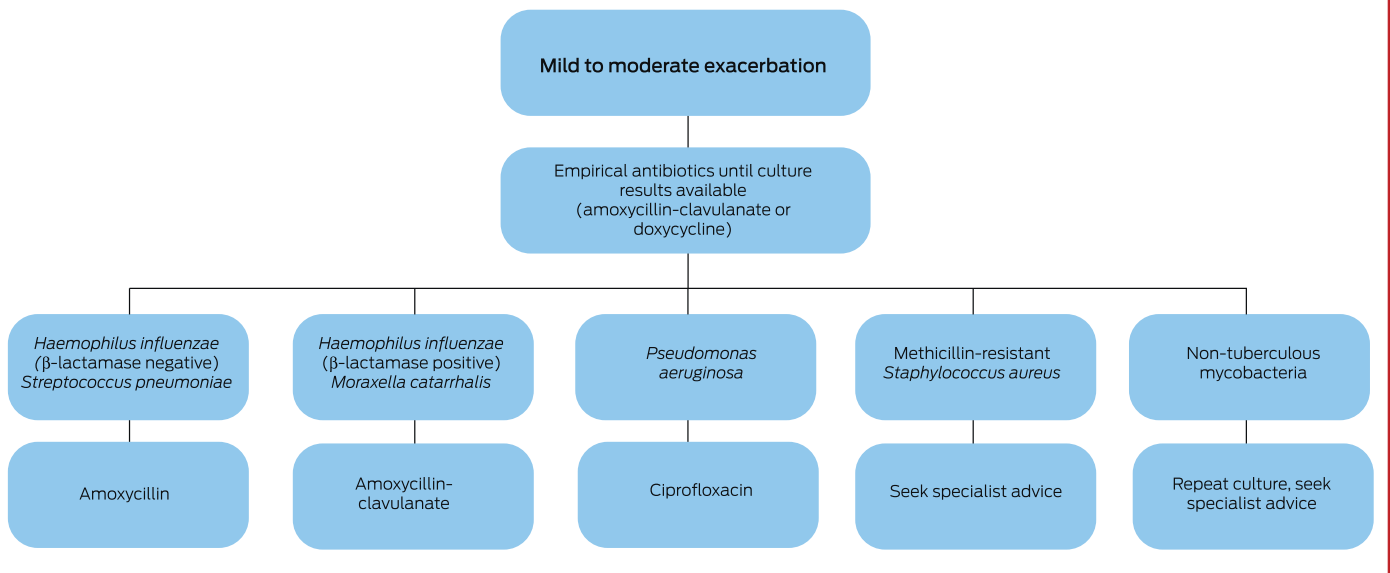 Mild to moderate exacerbation
Empirical antibiotics until culture
results available
(amoxycillin-clavulanate or
doxycycline)
Haemophilus influenzae
(β-lactamase negative)
Streptococcus pneumoniae
Haemophilus influenzae
(β-lactamase positive)
Moraxella catarrhalis
Pseudomonas
aeruginosa
Methicillin-resistant
Staphylococcus aureus
Non-tuberculous
mycobacteria
Amoxycillin
Amoxycillin-
clavulanate
Ciprofloxacin
Seek specialist advice
Repeat culture, seek
specialist advice